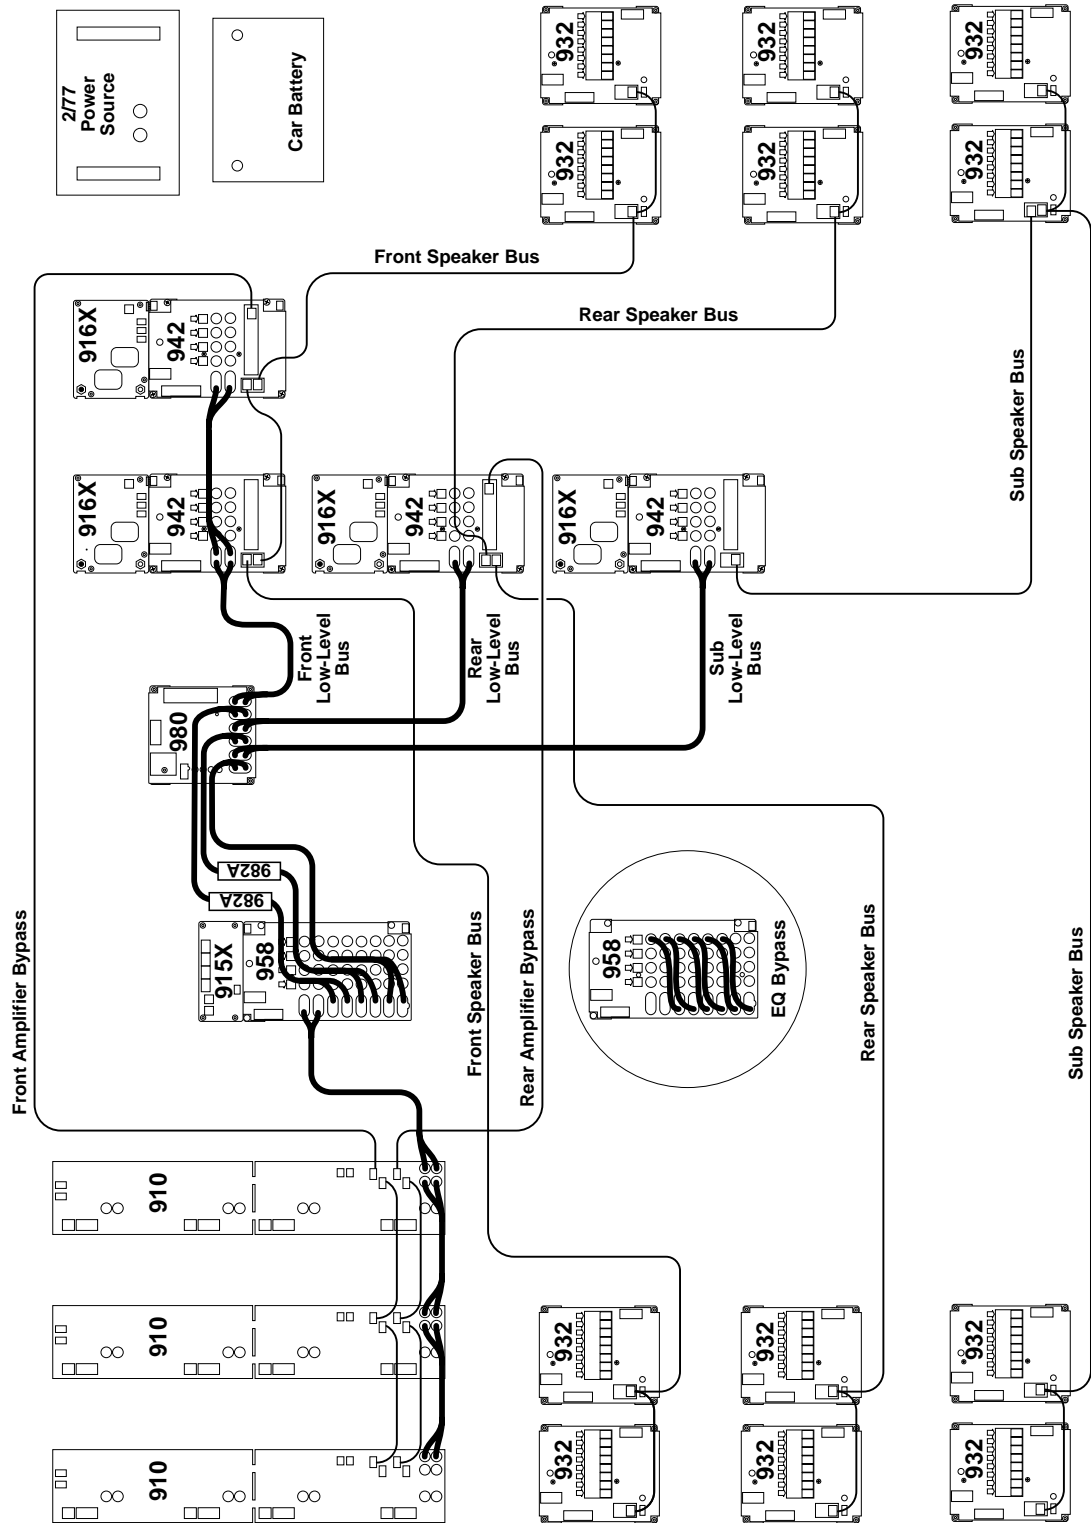 2/77
Power
Source
Car Battery
932
932
932
932
932
932
Front Speaker Bus
Rear Speaker Bus
Sub Speaker Bus
916X
942
916X
942
916X
942
916X
942
Front
Low-Level
Bus
Rear
Low-Level
Bus
Sub
Low-Level
Bus
980
982A
982A
915X
958
958
EQ Bypass
Front Amplifier Bypass
Front Speaker Bus
Rear Amplifier Bypass
Rear Speaker Bus
Sub Speaker Bus
910
910
910
932
932
932
932
932
932